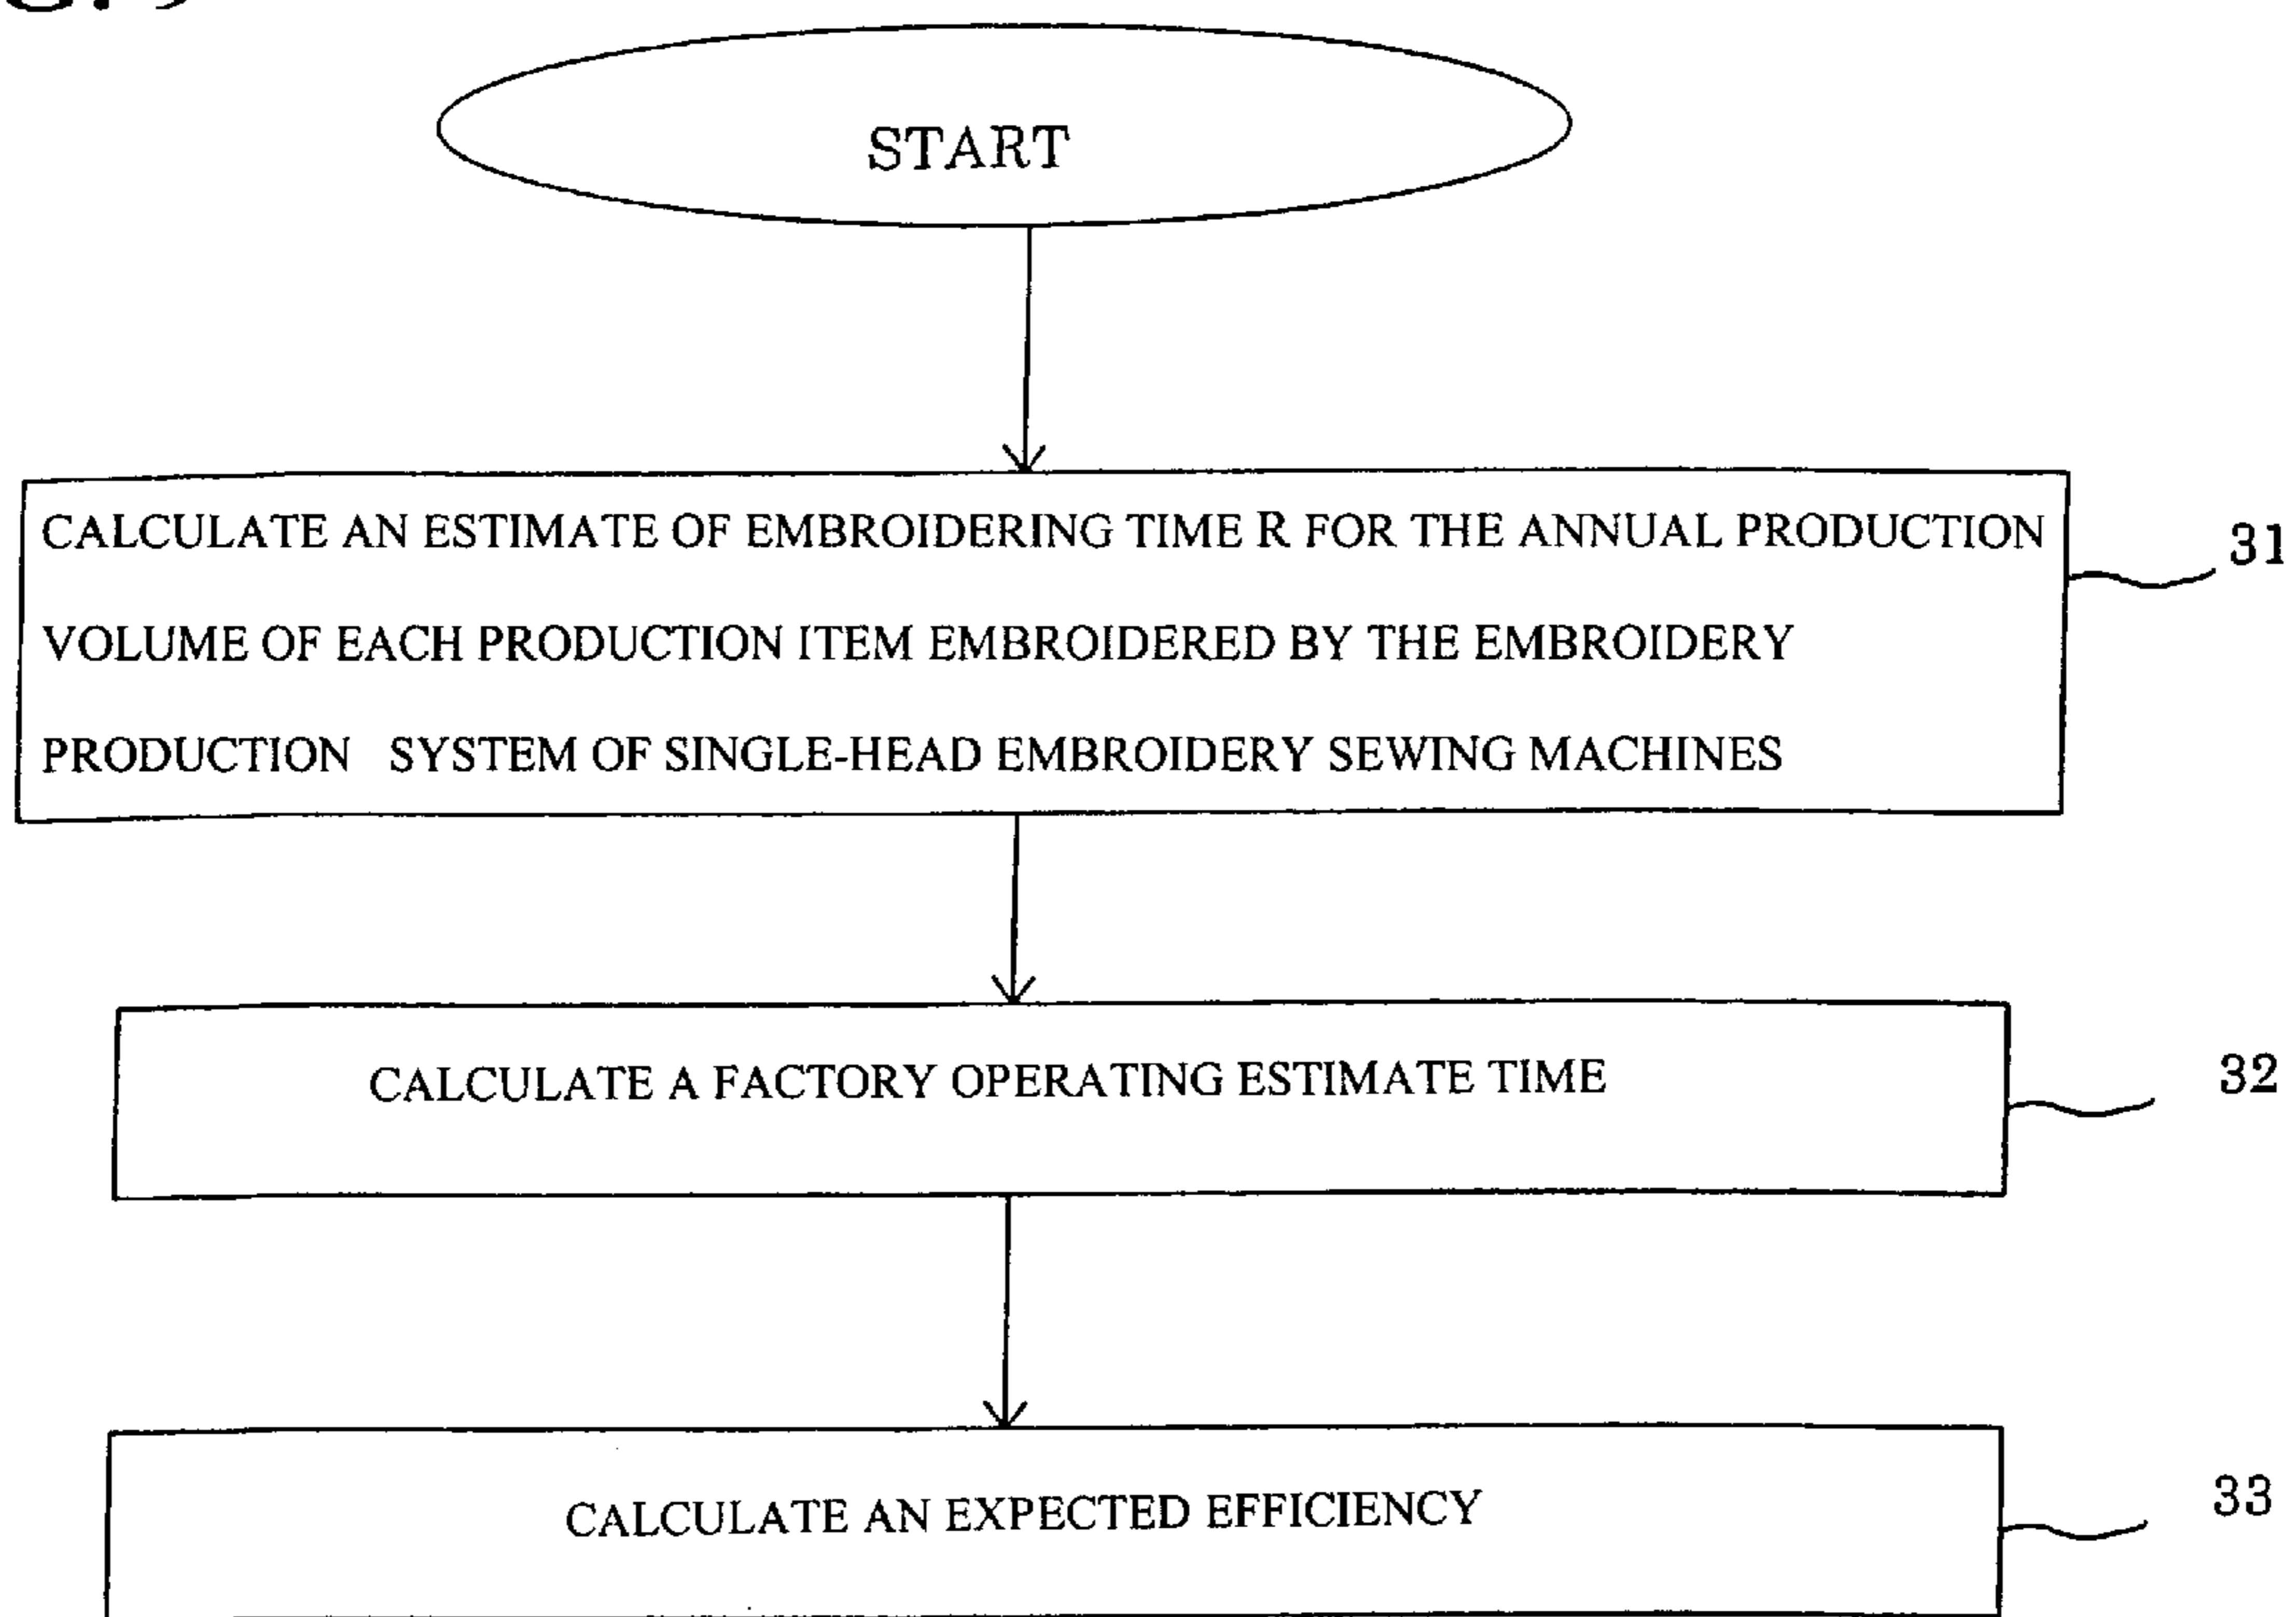 START
CALCULATE AN ESTIMATE OF EMBROIDERING TIME R FOR THE ANNUAL PRODUCTION
31
VOLUME OF EACH PRODUCTION ITEM EMBROIDERED BY THE EMBROIDERY
PRODUCTION SYSTEM OF SINGLE-HEAD EMBROIDERY SEWING MACHINES
CALCULATE A FACTORY OPERATING ESTIMATE TIME
32
CALCULATE AN EXPECTED EFFICIENCY
33